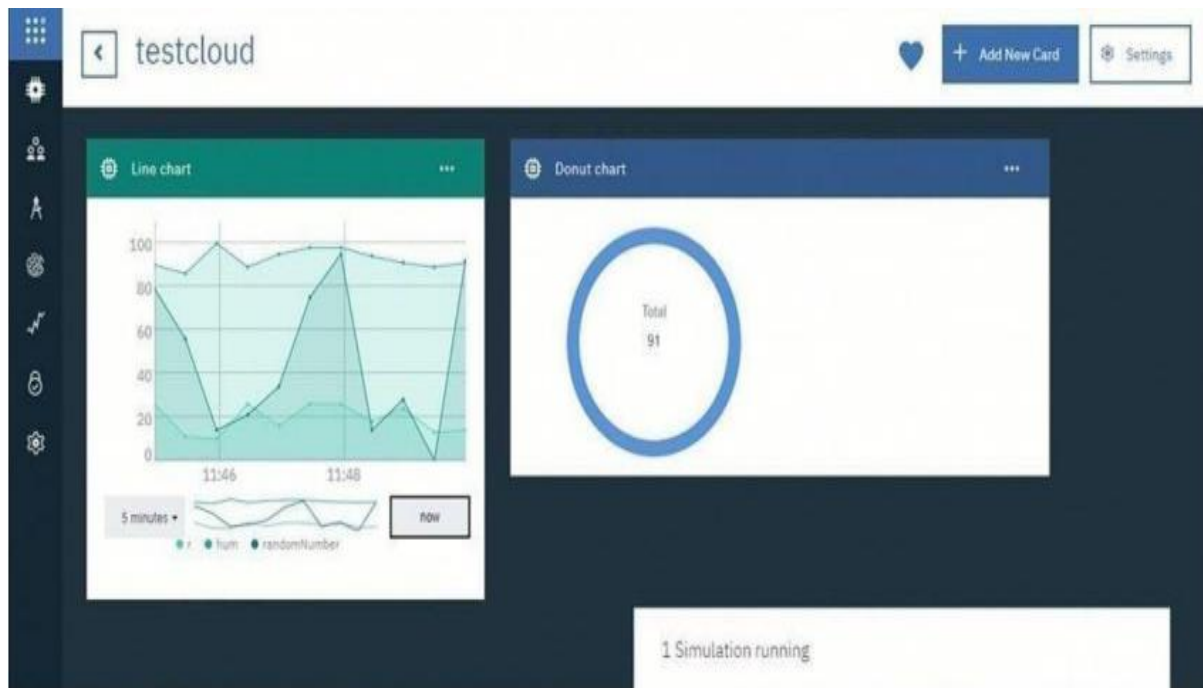 testcloud
+ Add New Card
Settings
Line chart
Donut chart
100
80
60
40
20
0
11:46
11:48
Total
91
5 minutes
now
r
hum
randomNumber
1 Simulation running